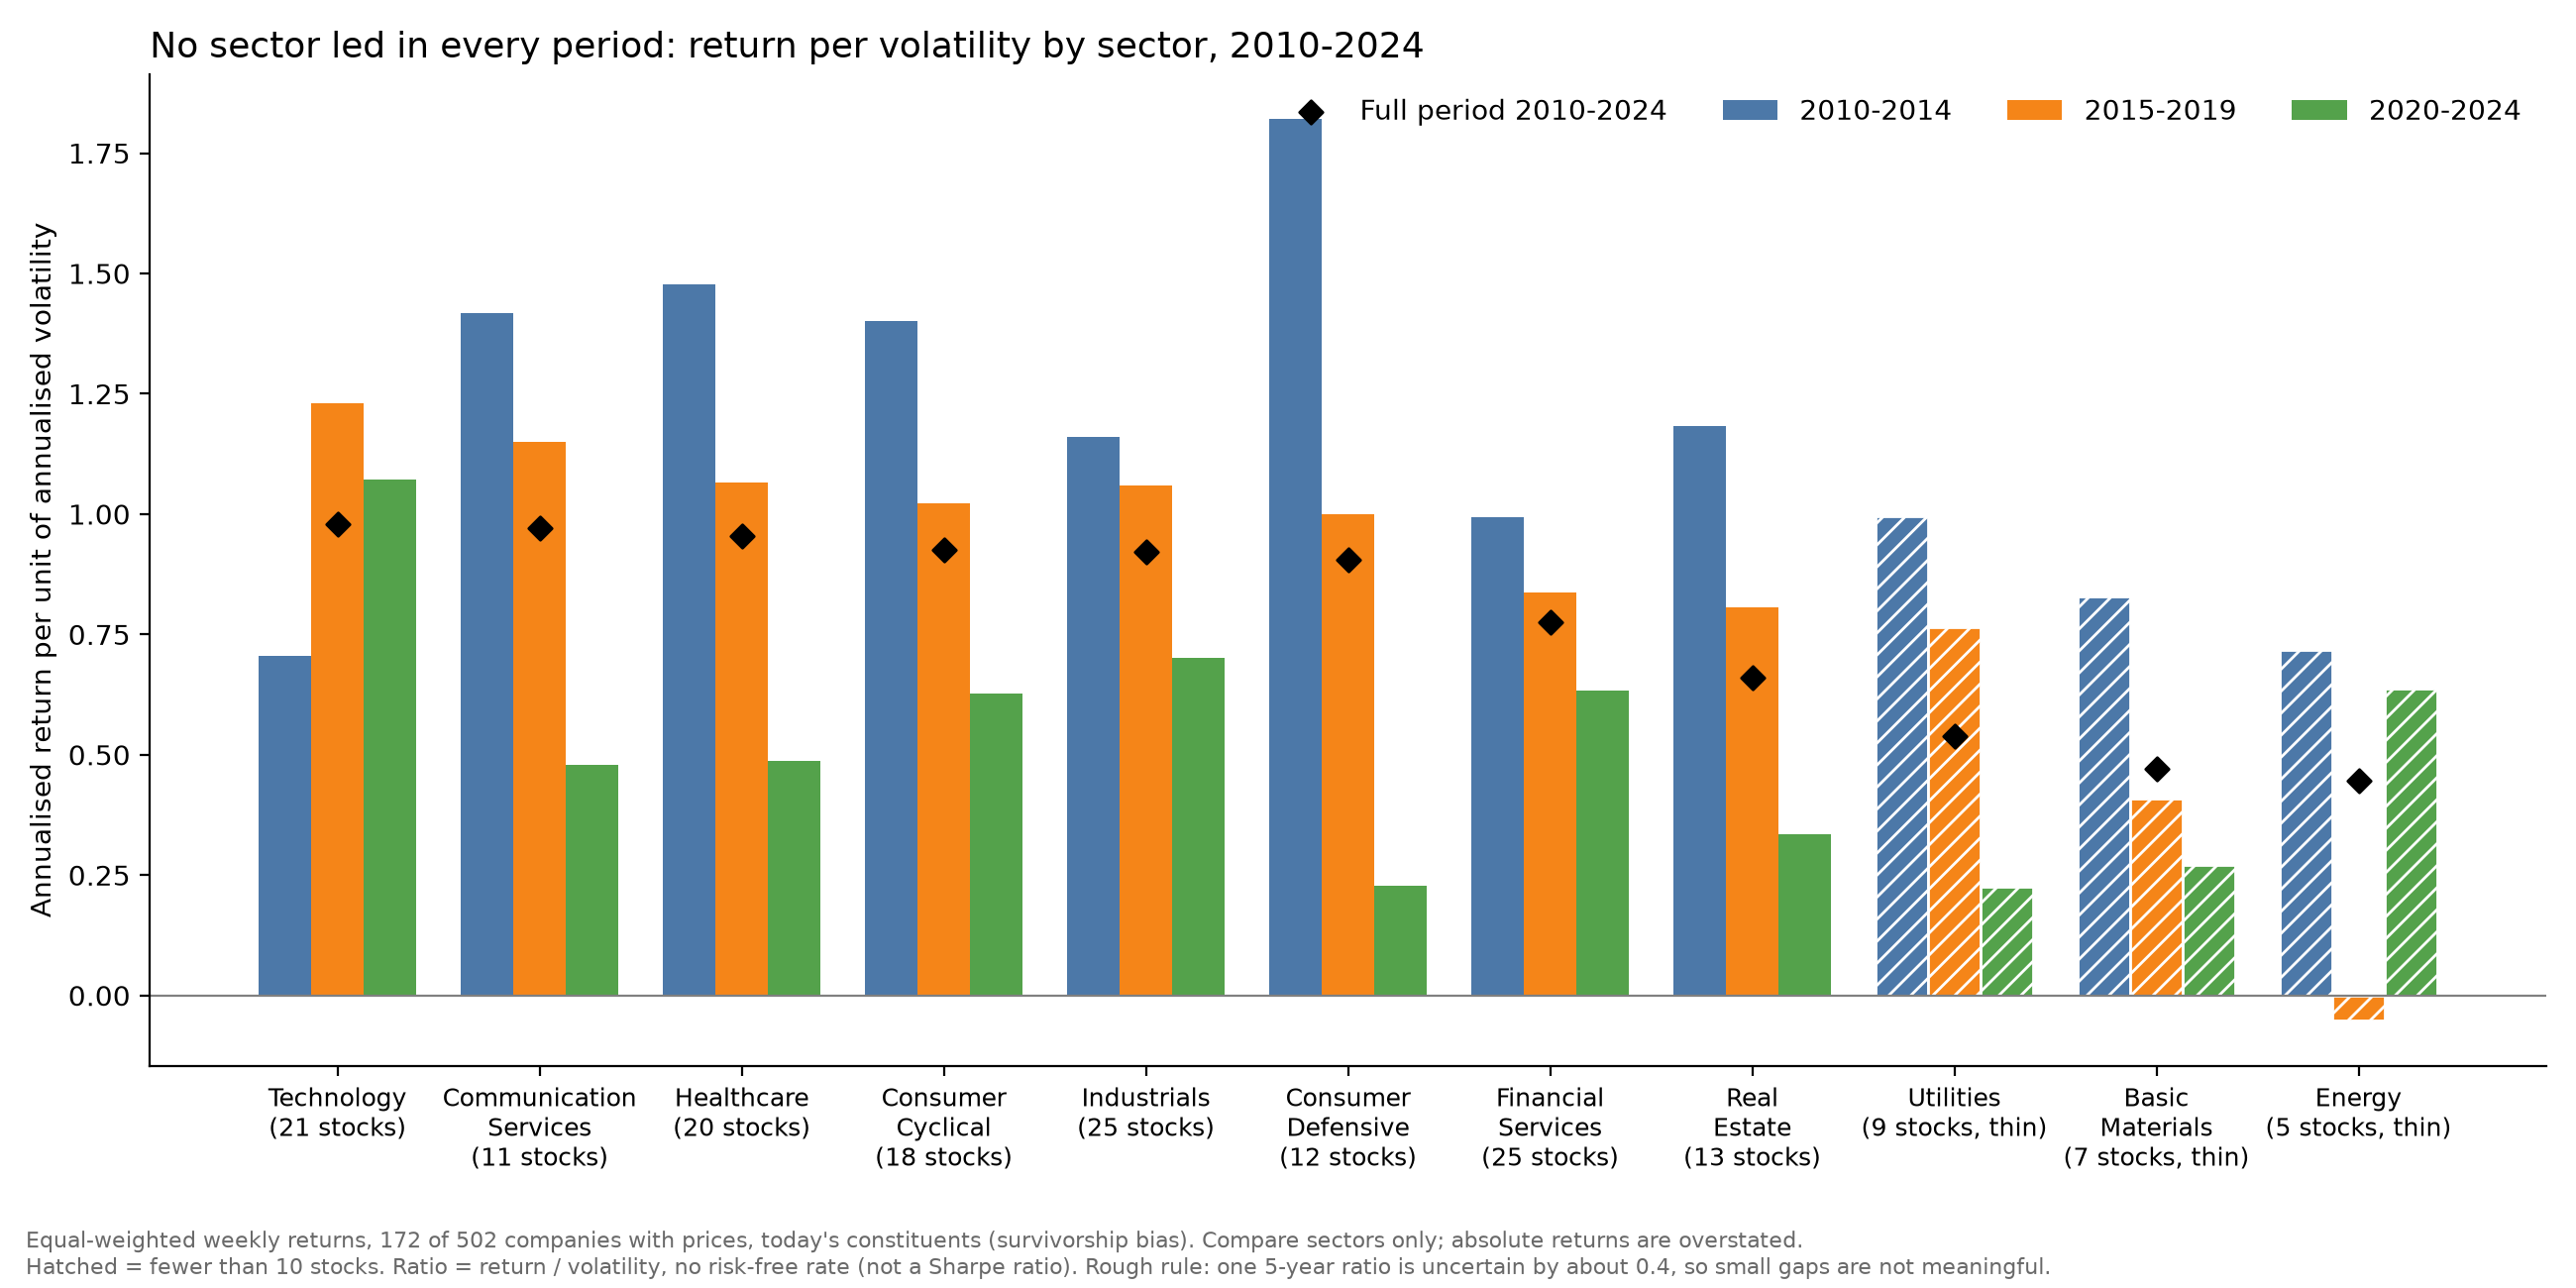 No sector led in every period: return per volatility by sector, 2010-2024
Full period 2010-2024
2010-2014
2015-2019
2020-2024
Annualised return per unit of annualised volatility
1.75
1.50
1.25
1.00
0.75
0.50
0.25
0.00
Technology
(21 stocks)
Communication
Services
(11 stocks)
Healthcare
(20 stocks)
Consumer
Cyclical
(18 stocks)
Industrials
(25 stocks)
Consumer
Defensive
(12 stocks)
Financial
Services
(25 stocks)
Real
Estate
(13 stocks)
Utilities
(9 stocks, thin)
Basic
Materials
(7 stocks, thin)
Energy
(5 stocks, thin)
Equal-weighted weekly returns, 172 of 502 companies with prices, today's constituents (survivorship bias). Compare sectors only; absolute returns are overstated.
Hatched = fewer than 10 stocks. Ratio = return / volatility, no risk-free rate (not a Sharpe ratio). Rough rule: one 5-year ratio is uncertain by about 0.4, so small gaps are not meaningful.